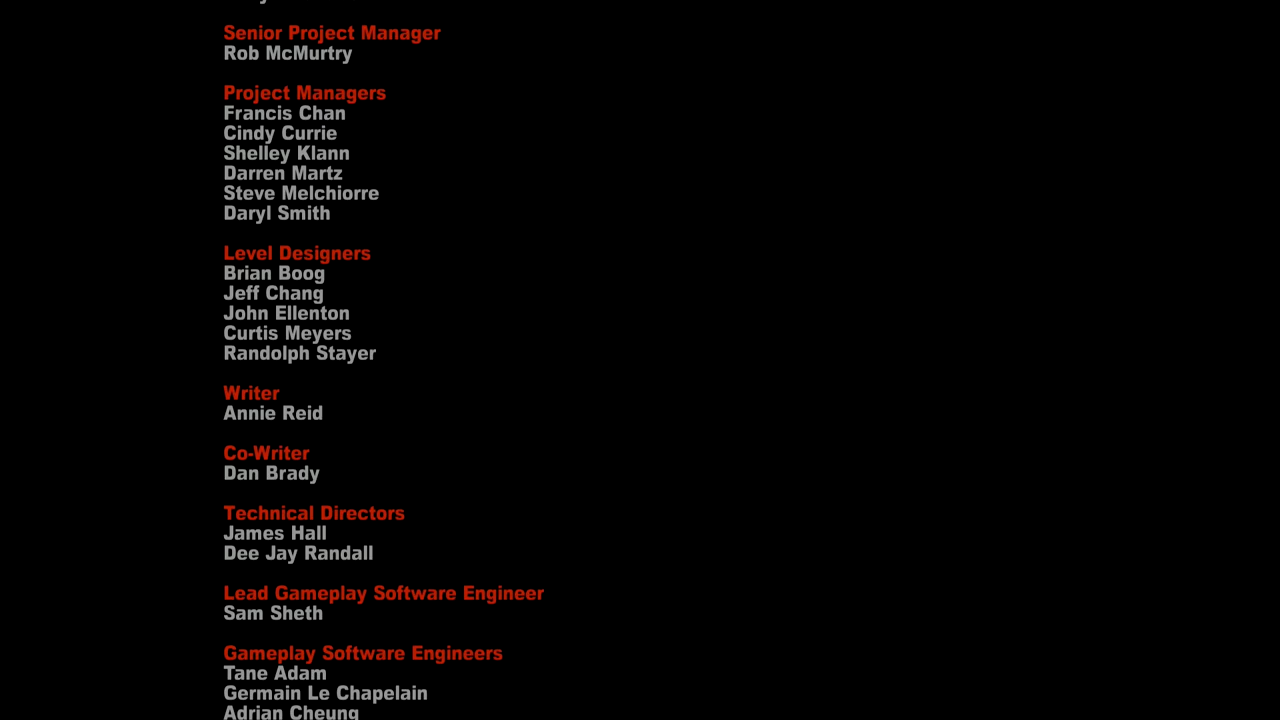 Senior Project Manager
Rob McMurtry
Project Managers
Francis Chan
Cindy Currie
Shelley Klann
Darren Martz
Steve Melchiorre
Daryl Smith
Level Designers
Brian Boog
Jeff Chang
John Ellenton
Curtis Meyers
Randolph Stayer
Writer
Annie Reid
Co-Writer
Dan Brady
Technical Directors
James Hall
Dee Jay Randall
Lead Gameplay Software Engineer
Sam Sheth
Gameplay Software Engineers
Tane Adam
Germain Le Chapelain
Adrian Cheung